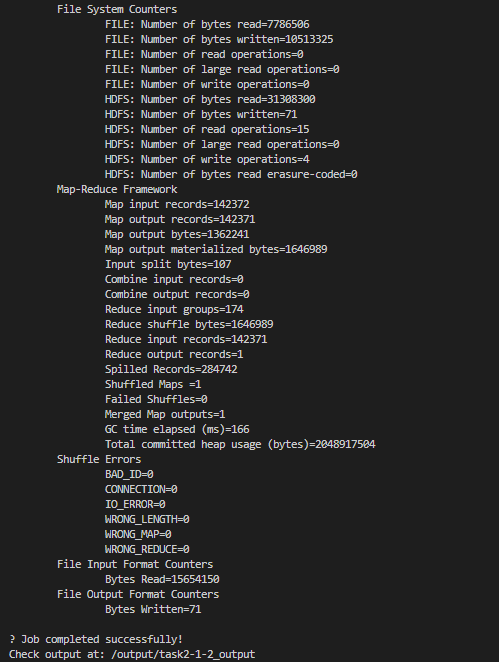 File System Counters
FILE: Number of bytes read=7786506
FILE: Number of bytes written=10513325
FILE: Number of read operations=0
FILE: Number of large read operations=0
FILE: Number of write operations=0
HDFS: Number of bytes read=31308300
HDFS: Number of bytes written=71
HDFS: Number of read operations=15
HDFS: Number of large read operations=0
HDFS: Number of write operations=4
HDFS: Number of bytes read erasure-coded=0
Map-Reduce Framework
Map input records=142372
Map output records=142371
Map output bytes=1362241
Map output materialized bytes=1646989
Input split bytes=107
Combine input records=0
Combine output records=0
Reduce input groups=174
Reduce shuffle bytes=1646989
Reduce input records=142371
Reduce output records=1
Spilled Records=284742
Shuffled Maps =1
Failed Shuffles=0
Merged Map outputs=1
GC time elapsed (ms)=166
Total committed heap usage (bytes)=2048917504
Shuffle Errors
BAD_ID=0
CONNECTION=0
IO_ERROR=0
WRONG_LENGTH=0
WRONG_MAP=0
WRONG_REDUCE=0
File Input Format Counters
Bytes Read=15654150
File Output Format Counters
Bytes Written=71
? Job completed successfully!
Check output at: /output/task2-1-2_output